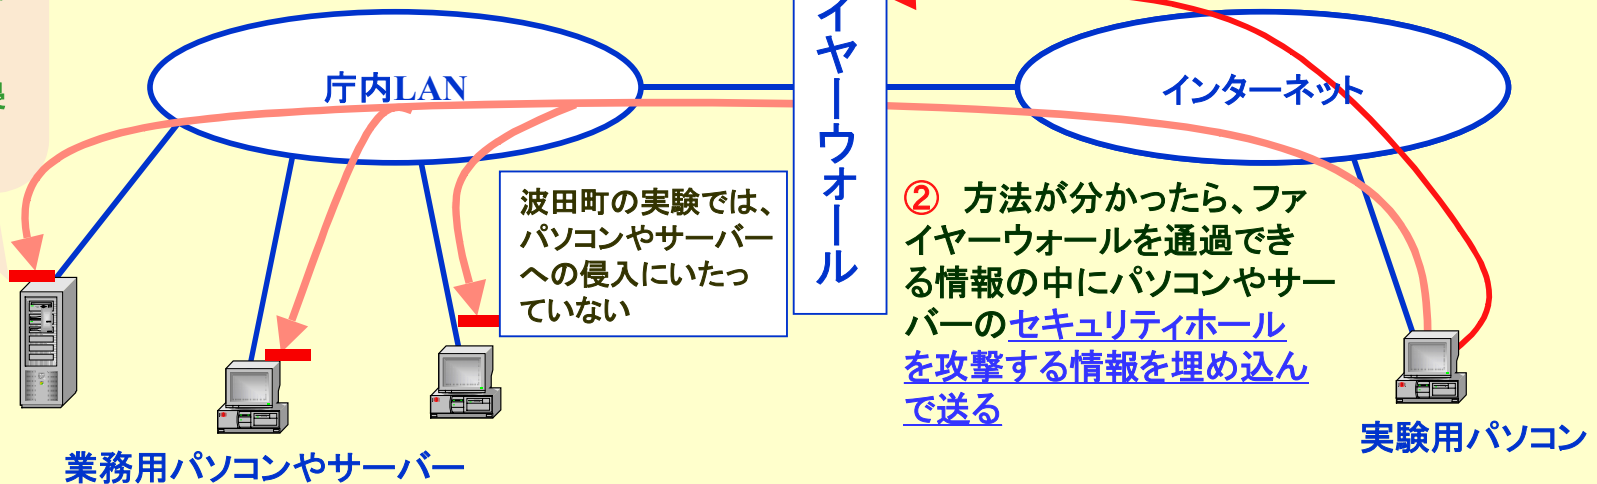 庁内LAN
イヤーウォール
インターネット
波田町の実験では、
パソコンやサーバー
への侵入にいたっ
ていない
② 方法が分かったら、ファ
イヤーウォールを通過でき
る情報の中にパソコンやサー
バーのセキュリティホール
を攻撃する情報を埋め込ん
で送る
実験用パソコン
業務用パソコンやサーバー